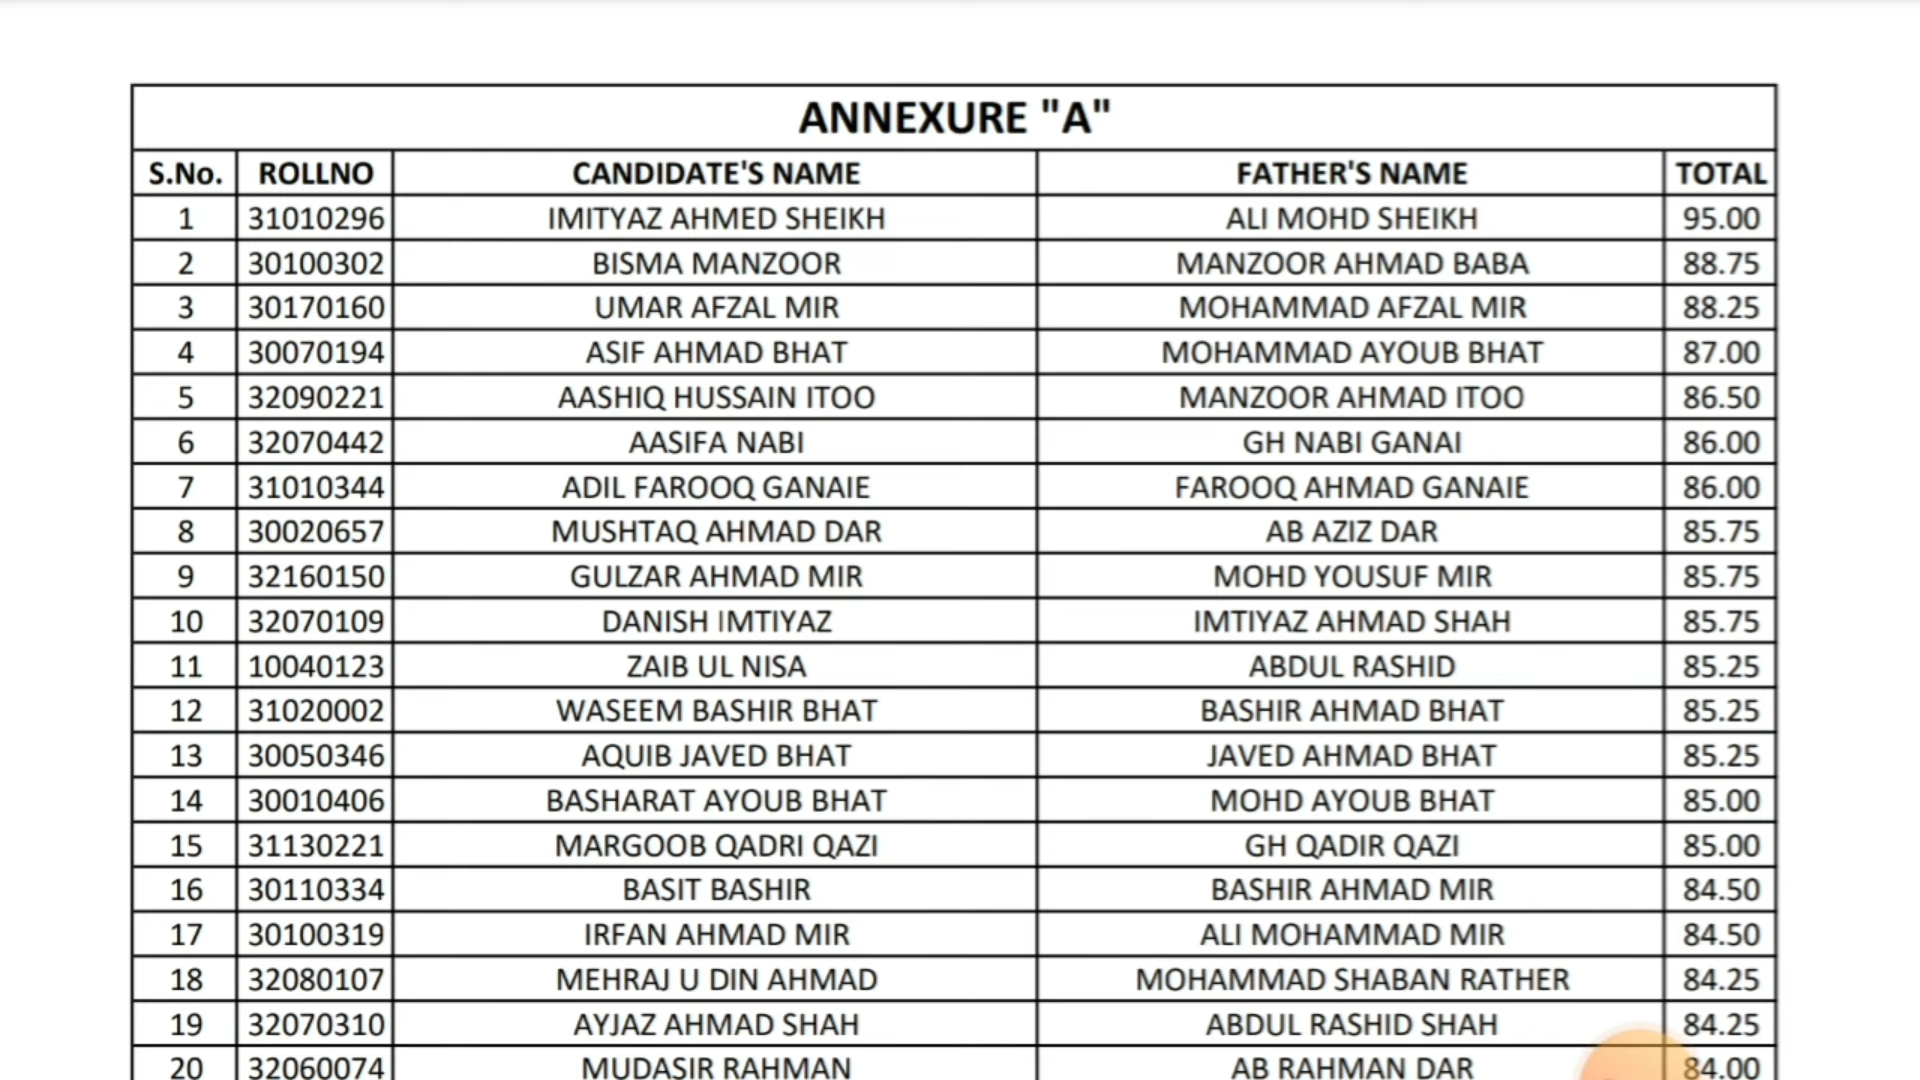 ANNEXURE "A"
S.No. ROLLNO CANDIDATE'S NAME FATHER'S NAME TOTAL
1 31010296 IMITYAZ AHMED SHEIKH ALI MOHD SHEIKH 95.00
2 30100302 BISMA MANZOOR MANZOOR AHMAD BABA 88.75
3 30170160 UMAR AFZAL MIR MOHAMMAD AFZAL MIR 88.25
4 30070194 ASIF AHMAD BHAT MOHAMMAD AYOUB BHAT 87.00
5 32090221 AASHIQ HUSSAIN ITOO MANZOOR AHMAD ITOO 86.50
6 32070442 AASIFA NABI GH NABI GANAI 86.00
7 31010344 ADIL FAROOQ GANAIE FAROOQ AHMAD GANAIE 86.00
8 30020657 MUSHTAQ AHMAD DAR AB AZIZ DAR 85.75
9 32160150 GULZAR AHMAD MIR MOHD YOUSUF MIR 85.75
10 32070109 DANISH IMTIYAZ IMTIYAZ AHMAD SHAH 85.75
11 10040123 ZAIB UL NISA ABDUL RASHID 85.25
12 31020002 WASEEM BASHIR BHAT BASHIR AHMAD BHAT 85.25
13 30050346 AQUIB JAVED BHAT JAVED AHMAD BHAT 85.25
14 30010406 BASHARAT AYOUB BHAT MOHD AYOUB BHAT 85.00
15 31130221 MARGOOB QADRI QAZI GH QADIR QAZI 85.00
16 30110334 BASIT BASHIR BASHIR AHMAD MIR 84.50
17 30100319 IRFAN AHMAD MIR ALI MOHAMMAD MIR 84.50
18 32080107 MEHRAJ U DIN AHMAD MOHAMMAD SHABAN RATHER 84.25
19 32070310 AYJAZ AHMAD SHAH ABDUL RASHID SHAH 84.25
20 32060074 MUDASIR RAHMAN AB RAHMAN DAR 84.00